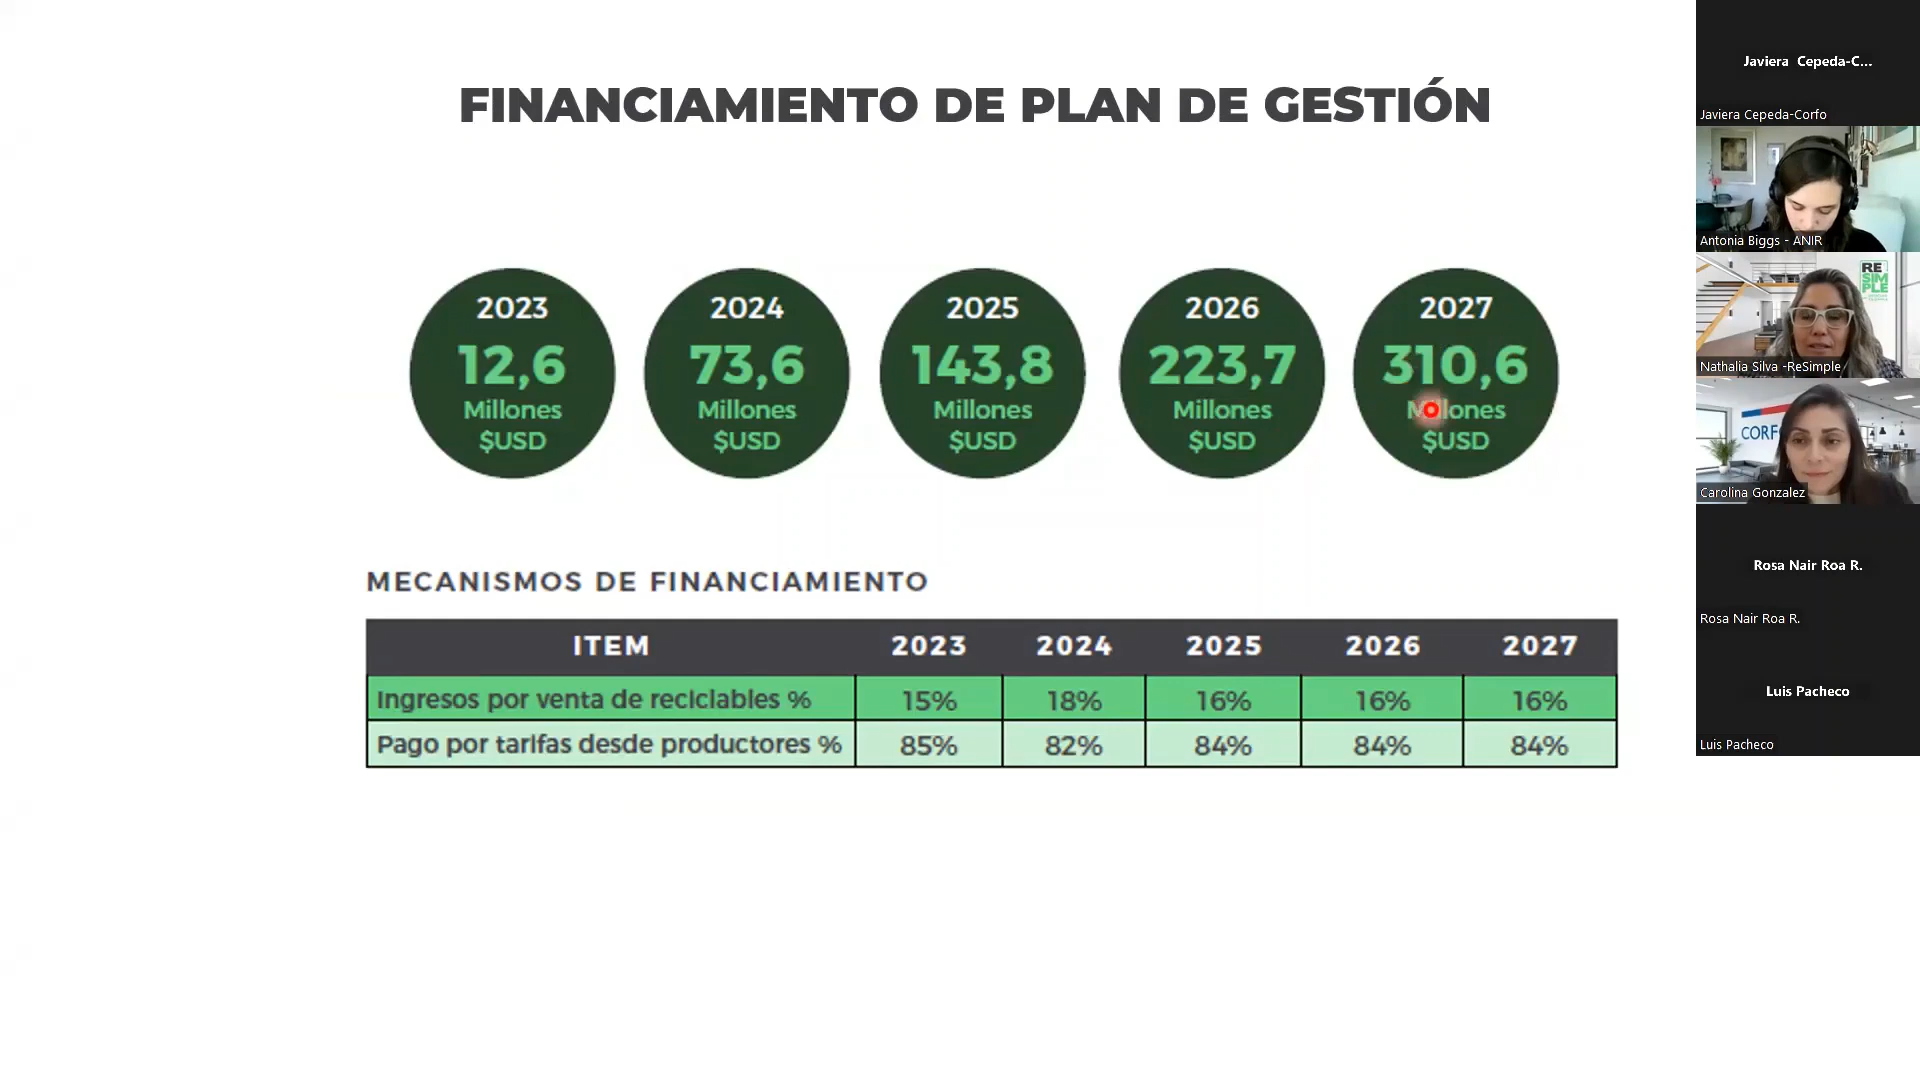 FINANCIAMIENTO DE PLAN DE GESTIÓN
2023
12,6
Millones
$USD
2024
73,6
Millones
$USD
2025
143,8
Millones
$USD
2026
223,7
Millones
$USD
2027
310,6
Millones
$USD
MECANISMOS DE FINANCIAMIENTO
ITEM 2023 2024 2025 2026 2027
Ingresos por venta de reciclables % 15% 18% 16% 16% 16%
Pago por tarifas desde productores % 85% 82% 84% 84% 84%
Javiera Cepeda-C...
Javiera Cepeda-Corfo
Antonia Biggs - ANIR
RE
SIM
PLE
Nathalia Silva -ReSimple
CORF
Carolina Gonzalez
Rosa Nair Roa R.
Rosa Nair Roa R.
Luis Pacheco
Luis Pacheco